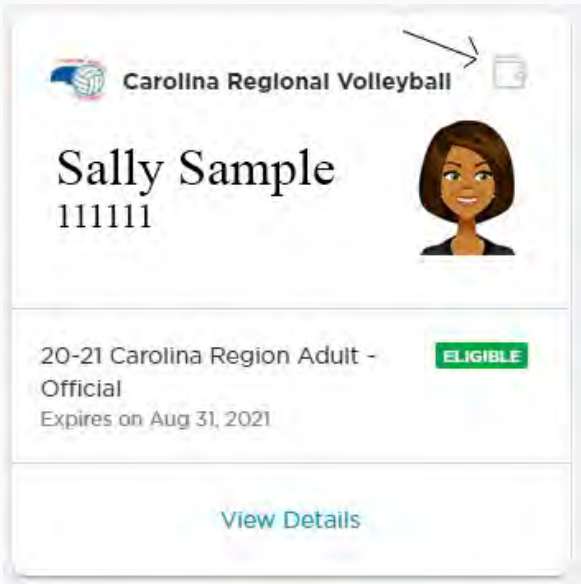 Carolina Regional Volleyball
Sally Sample
111111
20-21 Carolina Region Adult -
Official
ELIGIBLE
Expires on Aug 31, 2021
View Details